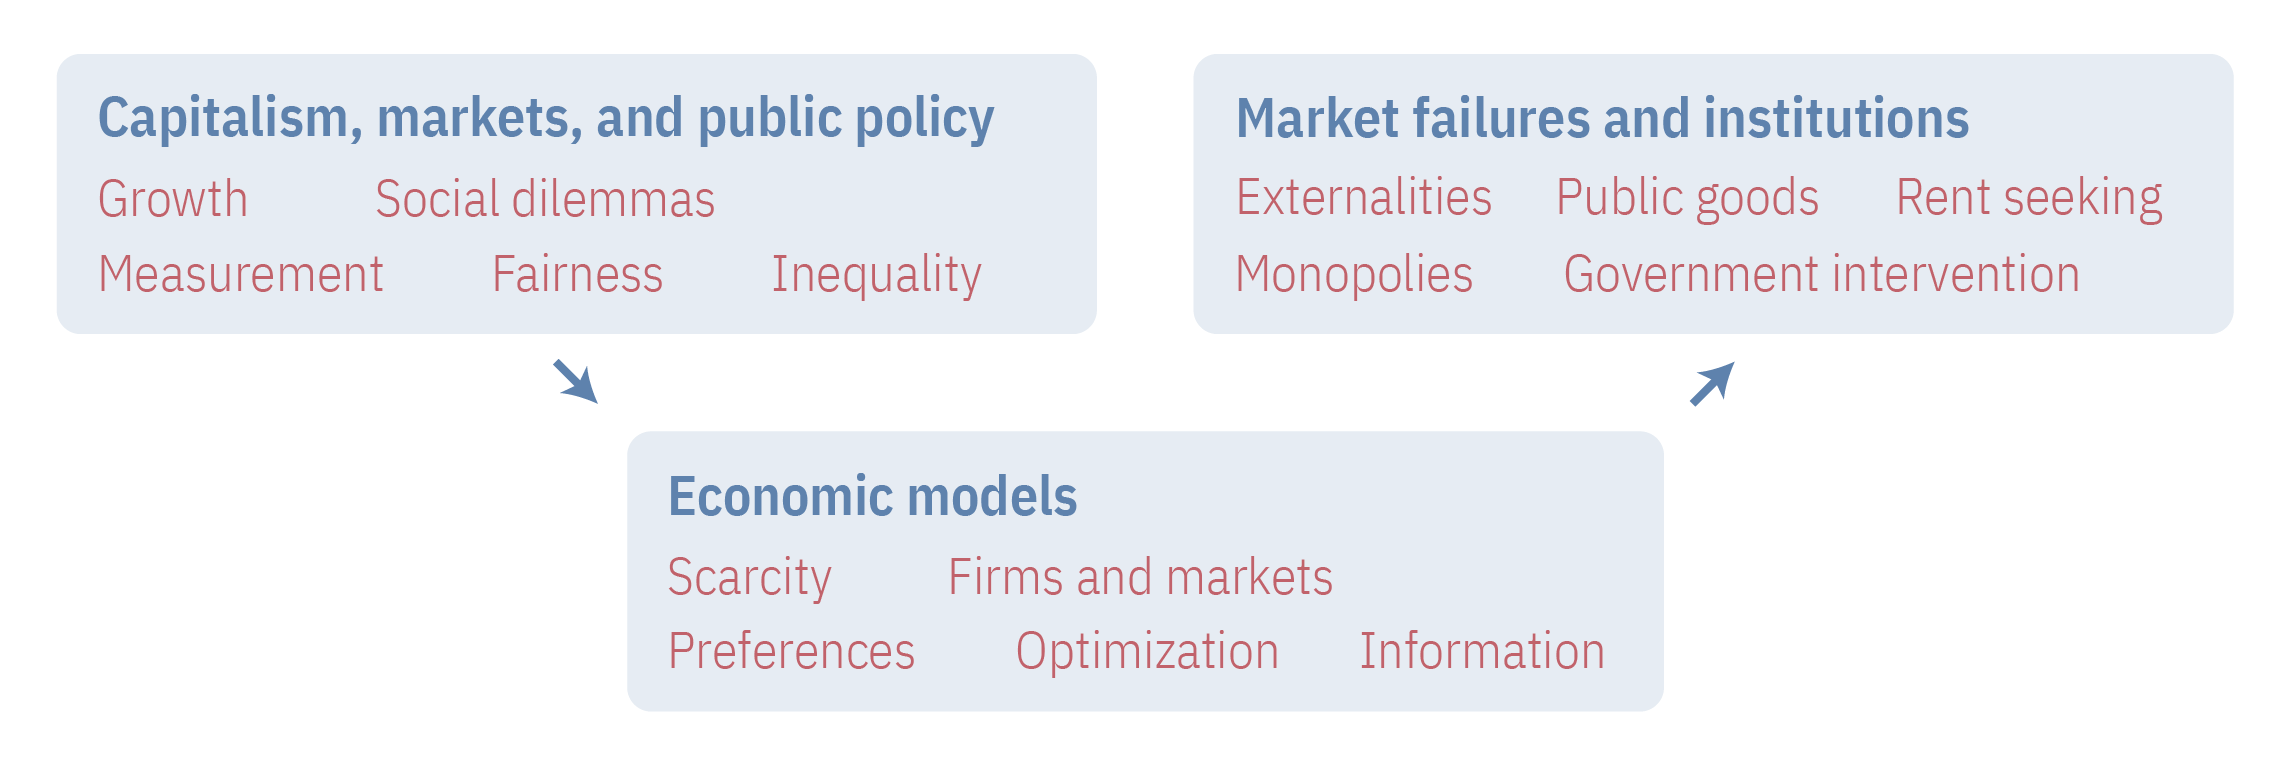 Capitalism, markets, and public policy
Growth Social dilemmas
Measurement Fairness Inequality
Market failures and institutions
Externalities Public goods Rent seeking
Monopolies Government intervention
Economic models
Scarcity Firms and markets
Preferences Optimization Information